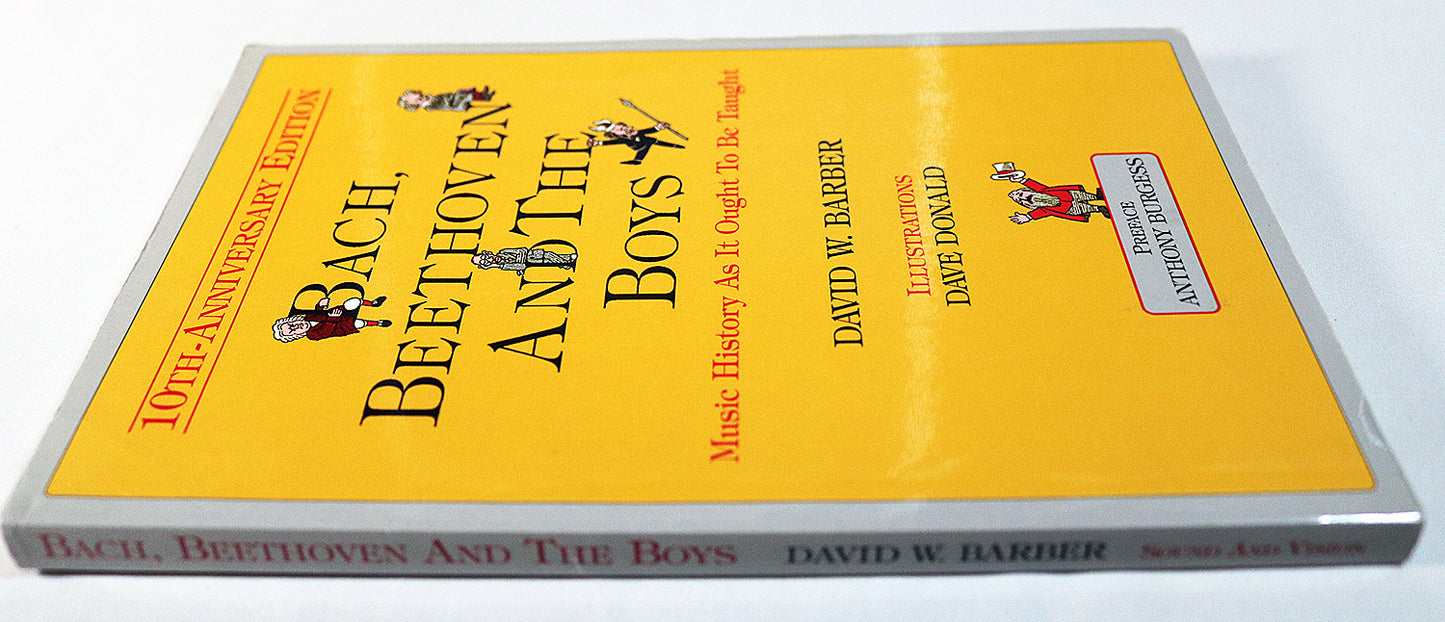 10TH-ANNIVERSARY EDITION
BACH,
BEETHOVEN
AND THE
BOYS
Music History As It Ought To Be Taught
DAVID W. BARBER
ILLUSTRATIONS
DAVE DONALD
PREFACE
ANTHONY BURGESS
BACH, BEETHOVEN AND THE BOYS DAVID W. BARBER SOUND AND VISION